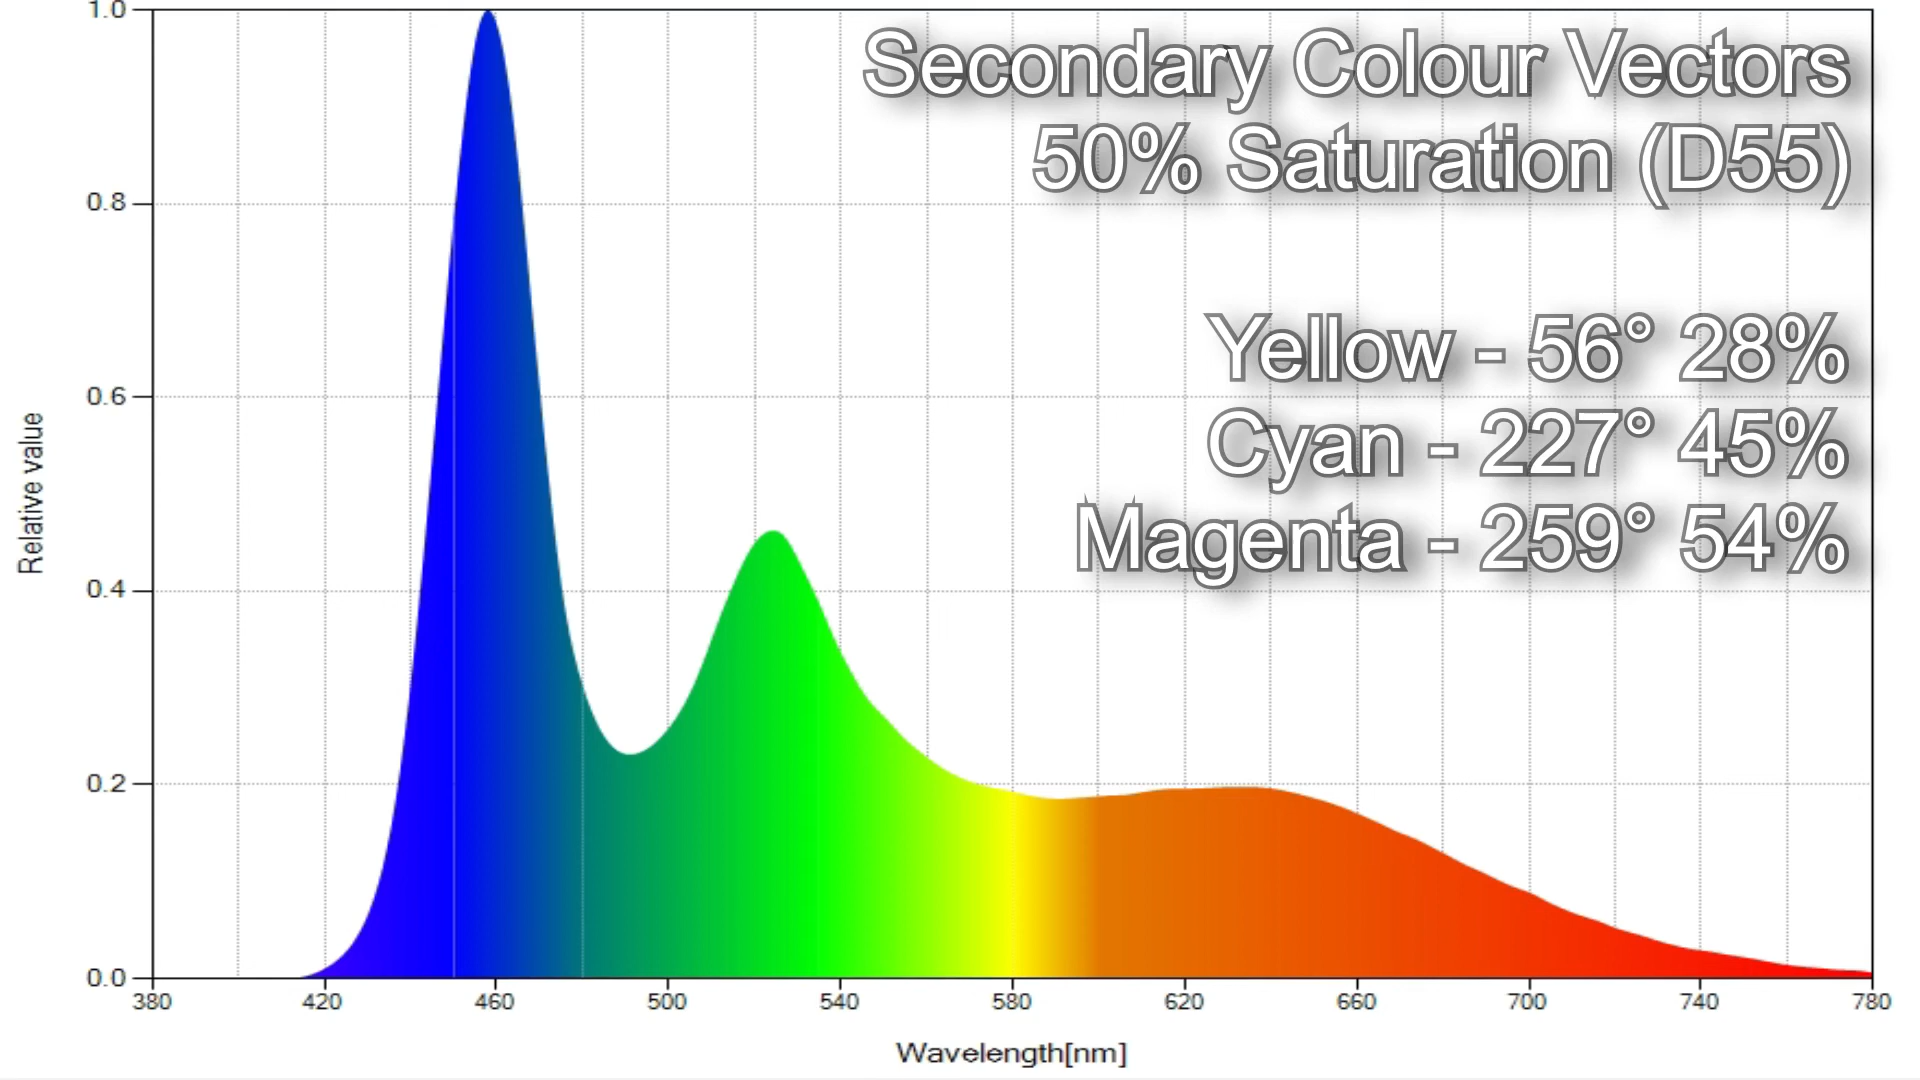 Secondary Colour Vectors
50% Saturation (D55)
Yellow - 56° 28%
Cyan - 227° 45%
Magenta - 259° 54%
1.0
0.8
0.6
0.4
0.2
0.0
Relative value
380 420 460 500 540 580 620 660 700 740 780
Wavelength[nm]